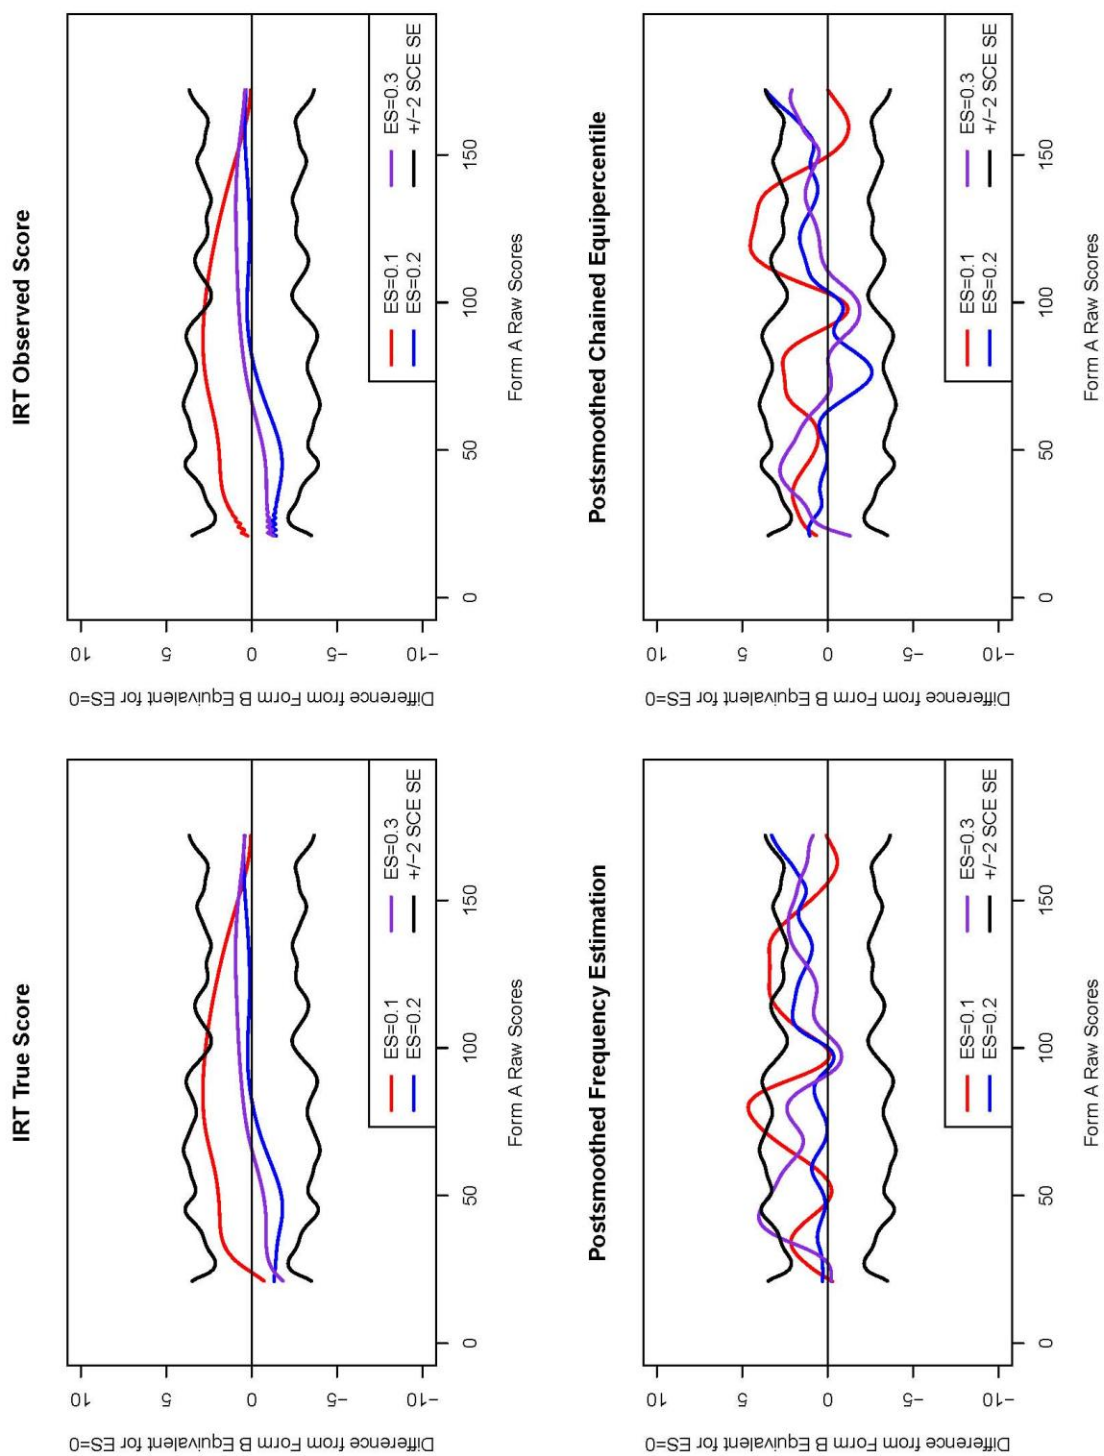 IRT True Score
Difference from Form B Equivalent for ES=0
10
5
0
−5
−10
0
50
100
150
Form A Raw Scores
ES=0.1
ES=0.2
ES=0.3
+/−2 SCE SE
IRT Observed Score
Difference from Form B Equivalent for ES=0
10
5
0
−5
−10
0
50
100
150
Form A Raw Scores
ES=0.1
ES=0.2
ES=0.3
+/−2 SCE SE
Postsmoothed Frequency Estimation
Difference from Form B Equivalent for ES=0
10
5
0
−5
−10
0
50
100
150
Form A Raw Scores
ES=0.1
ES=0.2
ES=0.3
+/−2 SCE SE
Postsmoothed Chained Equipercentile
Difference from Form B Equivalent for ES=0
10
5
0
−5
−10
0
50
100
150
Form A Raw Scores
ES=0.1
ES=0.2
ES=0.3
+/−2 SCE SE